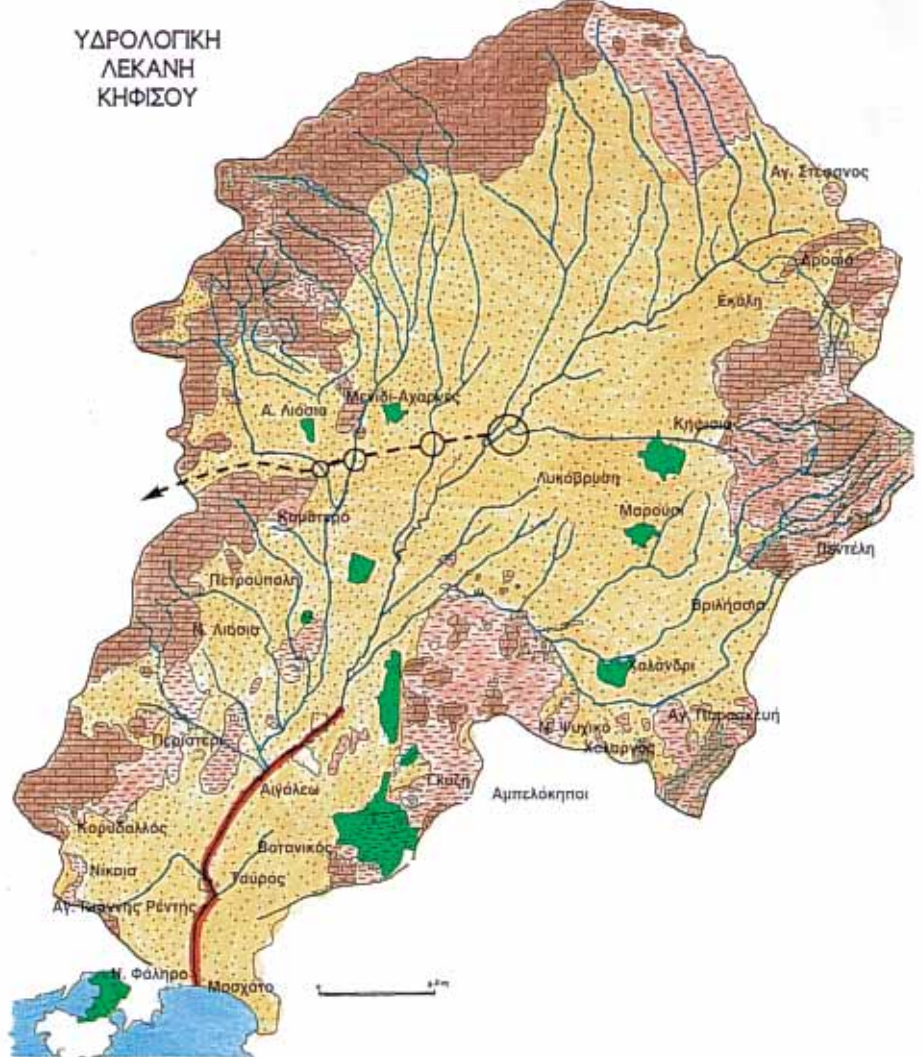 ΥΔΡΟΛΟΓΙΚΗ
ΛΕΚΑΝΗ
ΚΗΦΙΣΟΥ
Αγ. Στέφανος
Δροσιά
Εκάλη
Μενίδι-Αχαρνές
Α. Λιόσια
Κηφισιά
Λυκόβρυση
Μαρούσι
Καματερό
Πεντέλη
Πετρούπολη
Βριλήσσια
Ν. Λιόσια
Χαλάνδρι
Αγ. Παρασκευή
Ν. Ψυχικό
Χολαργός
Περιστέρι
Γκύζη
Αιγάλεω
Αμπελόκηποι
Κορυδαλλός
Βοτανικός
Νίκαια
Ταύρος
Αγ. Ιωάννης Ρέντης
Ν. Φάληρο
Μοσχάτο